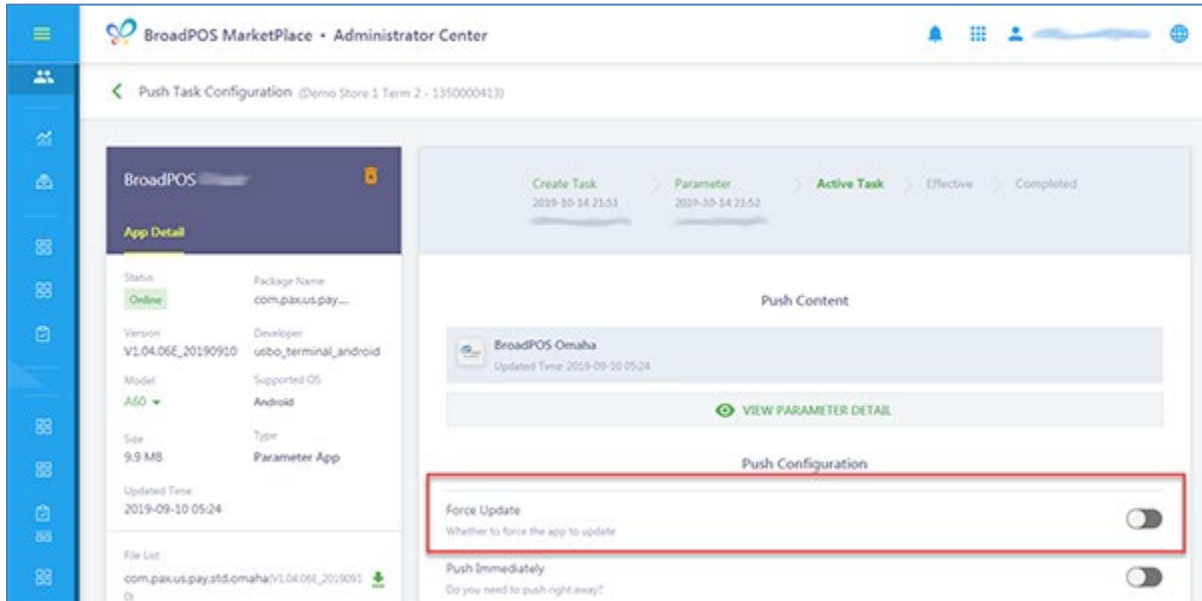 BroadPOS MarketPlace • Administrator Center
Push Task Configuration (Demo Store 1 Term 2 - 1350000413)
BroadPOS
App Detail
Status
Online
Package Name
com.pax.us.pay....
Version
V1.04.06E_20190910
Developer
usbo_terminal_android
Model
A60
Supported OS
Android
Size
9.9 MB
Type
Parameter App
Updated Time
2019-09-10 05:24
File List
com.pax.us.pay.std.omaha(V1.04.06E_2019091
0)
Create Task
2019-10-14 21:51
Parameter
2019-10-14 21:52
Active Task
Effective
Completed
Push Content
BroadPOS Omaha
Updated Time: 2019-09-10 05:24
VIEW PARAMETER DETAIL
Push Configuration
Force Update
Whether to force the app to update
Push Immediately
Do you need to push right away?